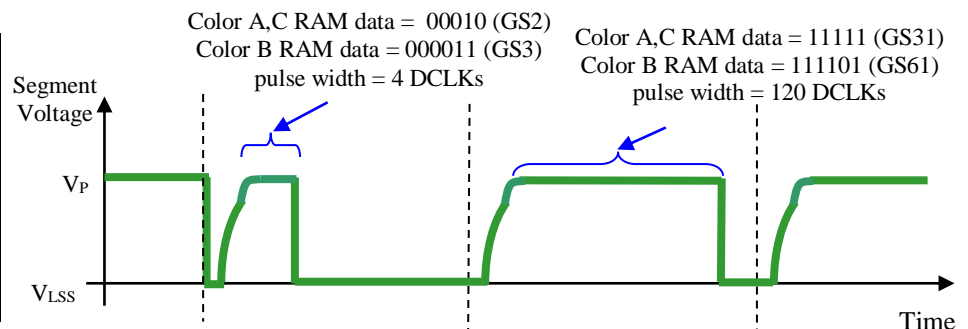 Color A,C RAM data = 00010 (GS2)
Color B RAM data = 000011 (GS3)
pulse width = 4 DCLKs
Color A,C RAM data = 11111 (GS31)
Color B RAM data = 111101 (GS61)
pulse width = 120 DCLKs
Segment
Voltage
VP
VLSS
Time